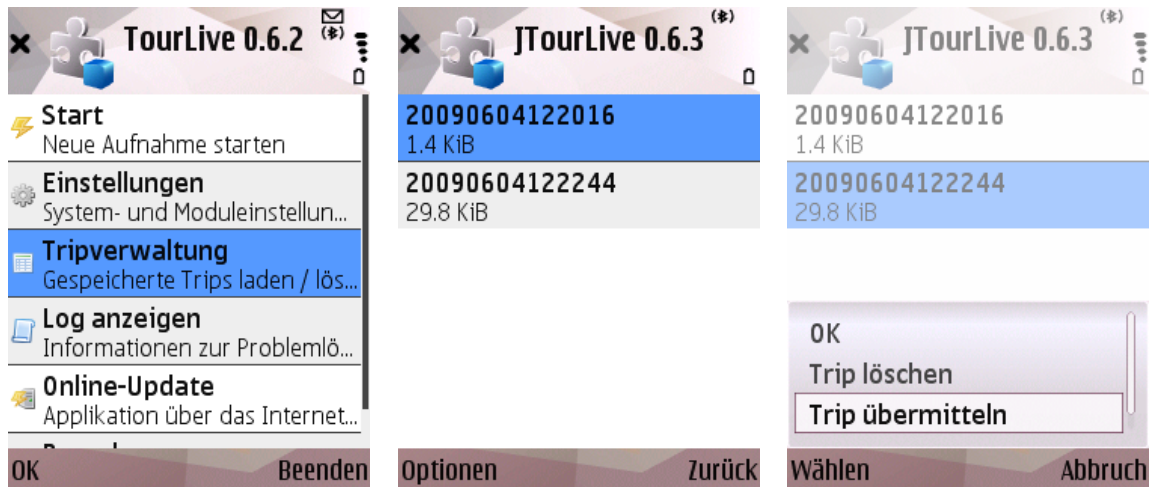 TourLive 0.6.2
Start
Neue Aufnahme starten
Einstellungen
System- und Moduleinstellun...
Tripverwaltung
Gespeicherte Trips laden / lös...
Log anzeigen
Informationen zur Problemlö...
Online-Update
Applikation über das Internet...
OK
Beenden
JTourLive 0.6.3
20090604122016
1.4 KiB
20090604122244
29.8 KiB
Optionen
Zurück
JTourLive 0.6.3
20090604122016
1.4 KiB
20090604122244
29.8 KiB
OK
Trip löschen
Trip übermitteln
Wählen
Abbruch